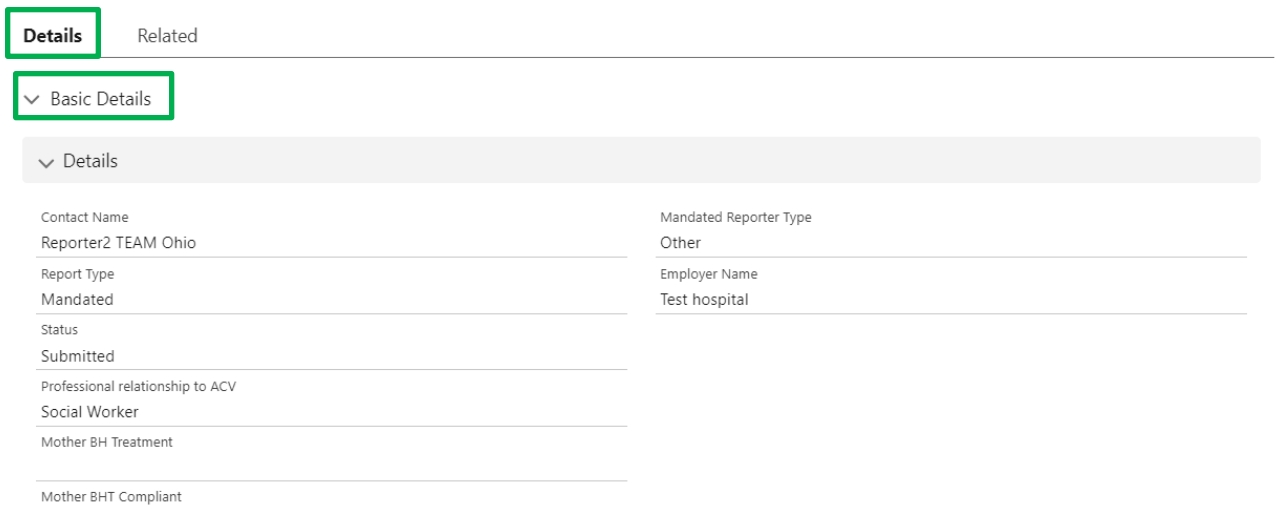 Details Related
Basic Details
Details
Contact Name
Reporter2 TEAM Ohio
Report Type
Mandated
Status
Submitted
Professional relationship to ACV
Social Worker
Mother BH Treatment
Mother BHT Compliant
Mandated Reporter Type
Other
Employer Name
Test hospital